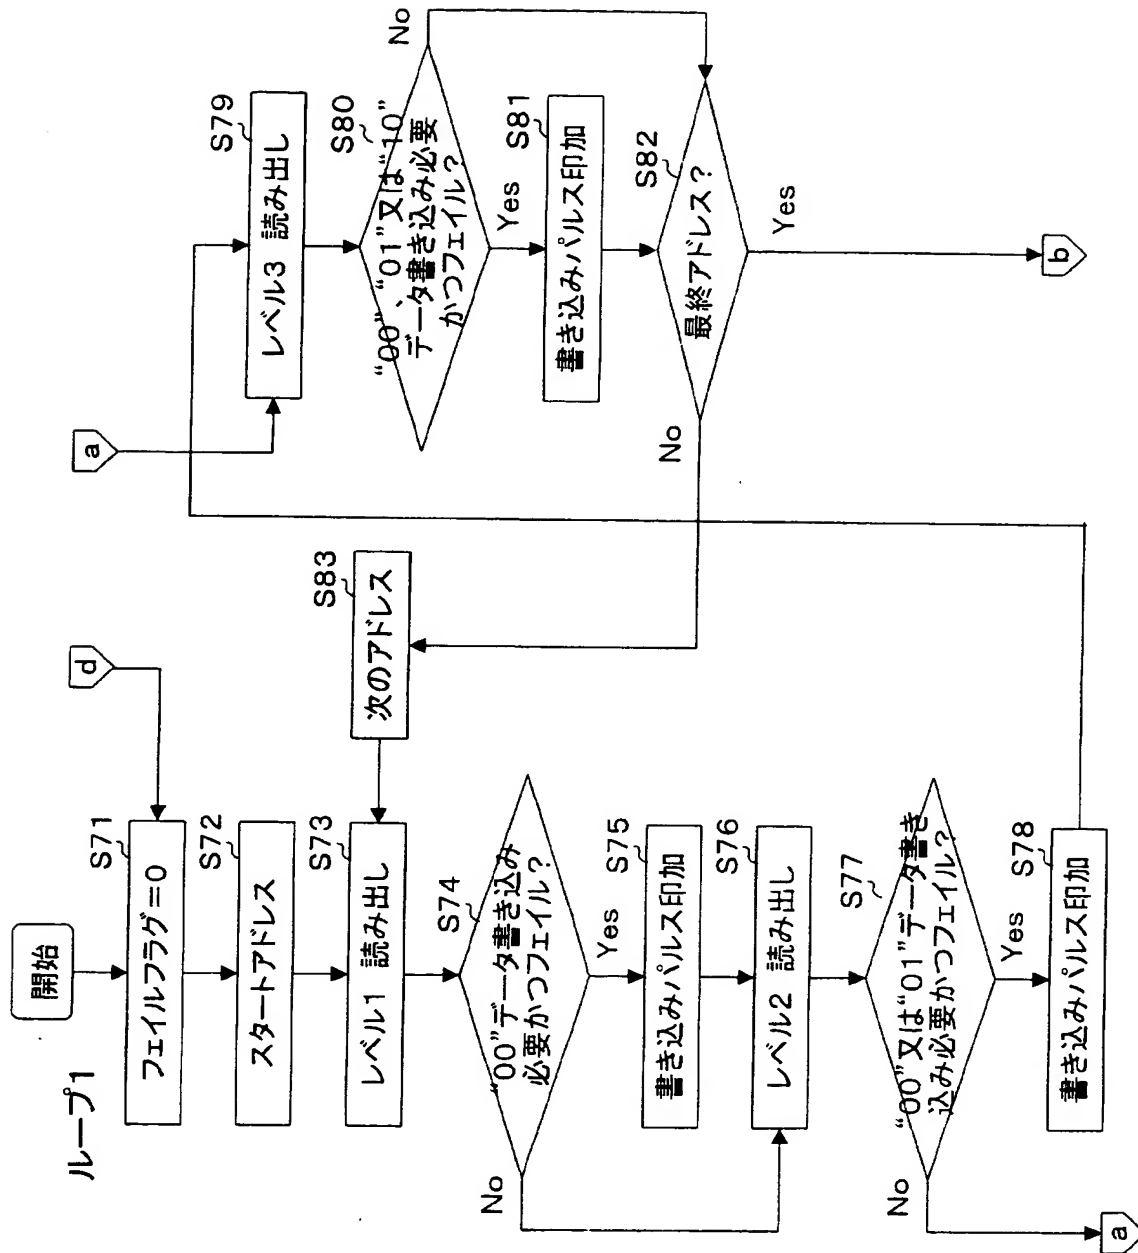 ループ1
開始
d
フェイルフラグ=0
S71
スタートアドレス
S72
レベル1 読み出し
S73
次のアドレス
S83
“00”データ書き込み
必要かつフェイル?
S74
No
Yes
書き込みパルス印加
S75
レベル2 読み出し
S76
“00”又は“01”データ書き
込み必要かつフェイル?
S77
No
Yes
書き込みパルス印加
S78
a
a
レベル3 読み出し
S79
“00”、“01”又は“10”
データ書き込み必要
かつフェイル?
S80
No
Yes
書き込みパルス印加
S81
最終アドレス?
S82
No
Yes
b